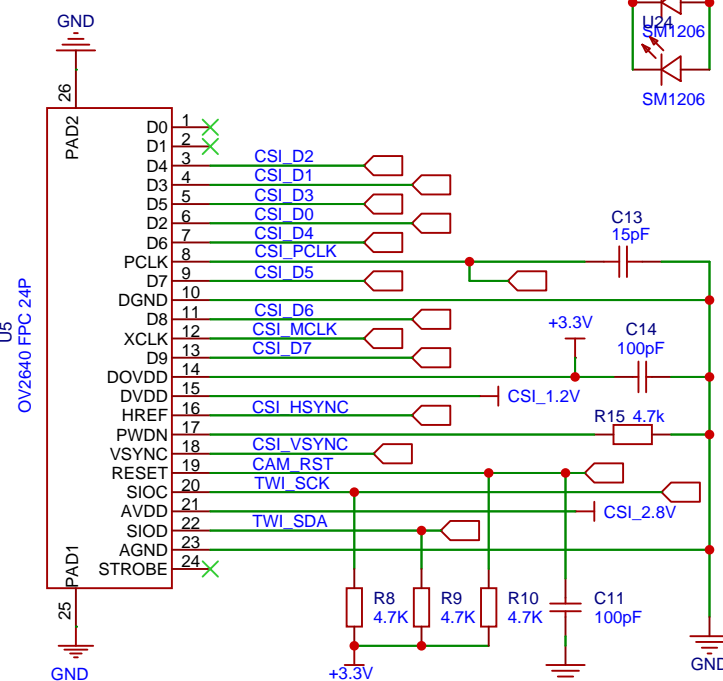 GND
U24
SM1206
SM1206
26
PAD2
U5
OV2640 FPC 24P
D0 1
D1 2
D4 3 CSI_D2
D3 4 CSI_D1
D5 5 CSI_D3
D2 6 CSI_D0
D6 7 CSI_D4
PCLK 8 CSI_PCLK
D7 9 CSI_D5
DGND 10
D8 11 CSI_D6
XCLK 12 CSI_MCLK
D9 13 CSI_D7
DOVDD 14
DVDD 15 CSI_1.2V
HREF 16 CSI_HSYNC
PWDN 17
VSYNC 18 CSI_VSYNC
RESET 19 CAM_RST
SIOC 20 TWI_SCK
AVDD 21 CSI_2.8V
SIOD 22 TWI_SDA
AGND 23
STROBE 24
C13
15pF
+3.3V
C14
100pF
R15 4.7k
PAD1
25
GND
R8
4.7K
R9
4.7K
R10
4.7K
C11
100pF
+3.3V
GND